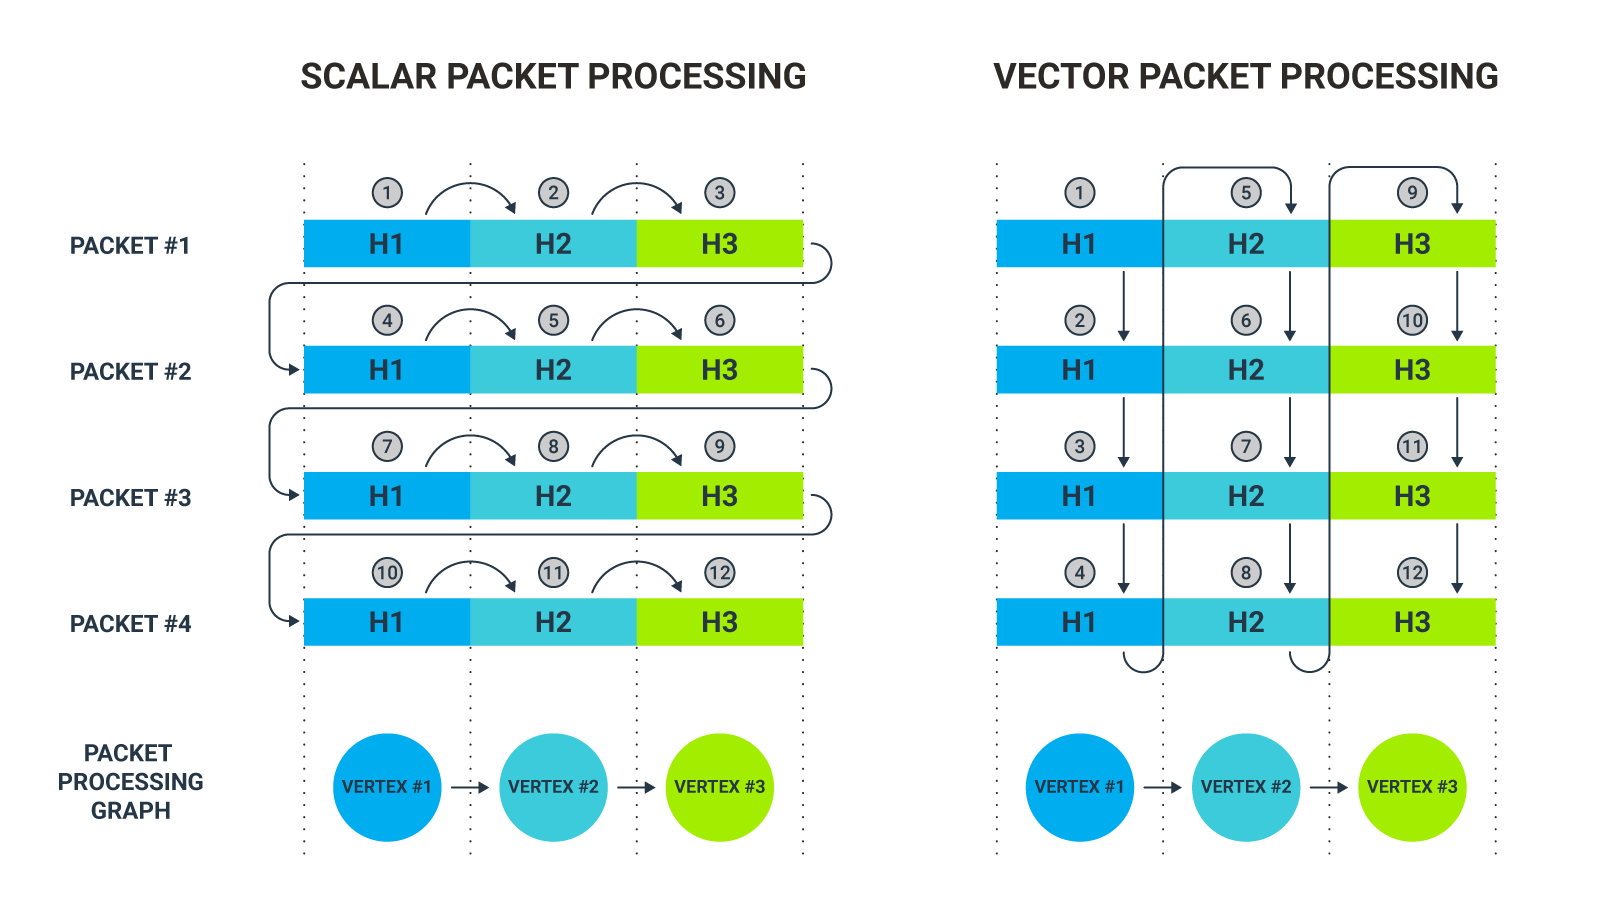 SCALAR PACKET PROCESSING
VECTOR PACKET PROCESSING
1 2 3
1 5 9
PACKET #1
H1 H2 H3
H1 H2 H3
4 5 6
2 6 10
PACKET #2
H1 H2 H3
H1 H2 H3
7 8 9
3 7 11
PACKET #3
H1 H2 H3
H1 H2 H3
10 11 12
4 8 12
PACKET #4
H1 H2 H3
H1 H2 H3
PACKET
PROCESSING
GRAPH
VERTEX #1 VERTEX #2 VERTEX #3
VERTEX #1 VERTEX #2 VERTEX #3